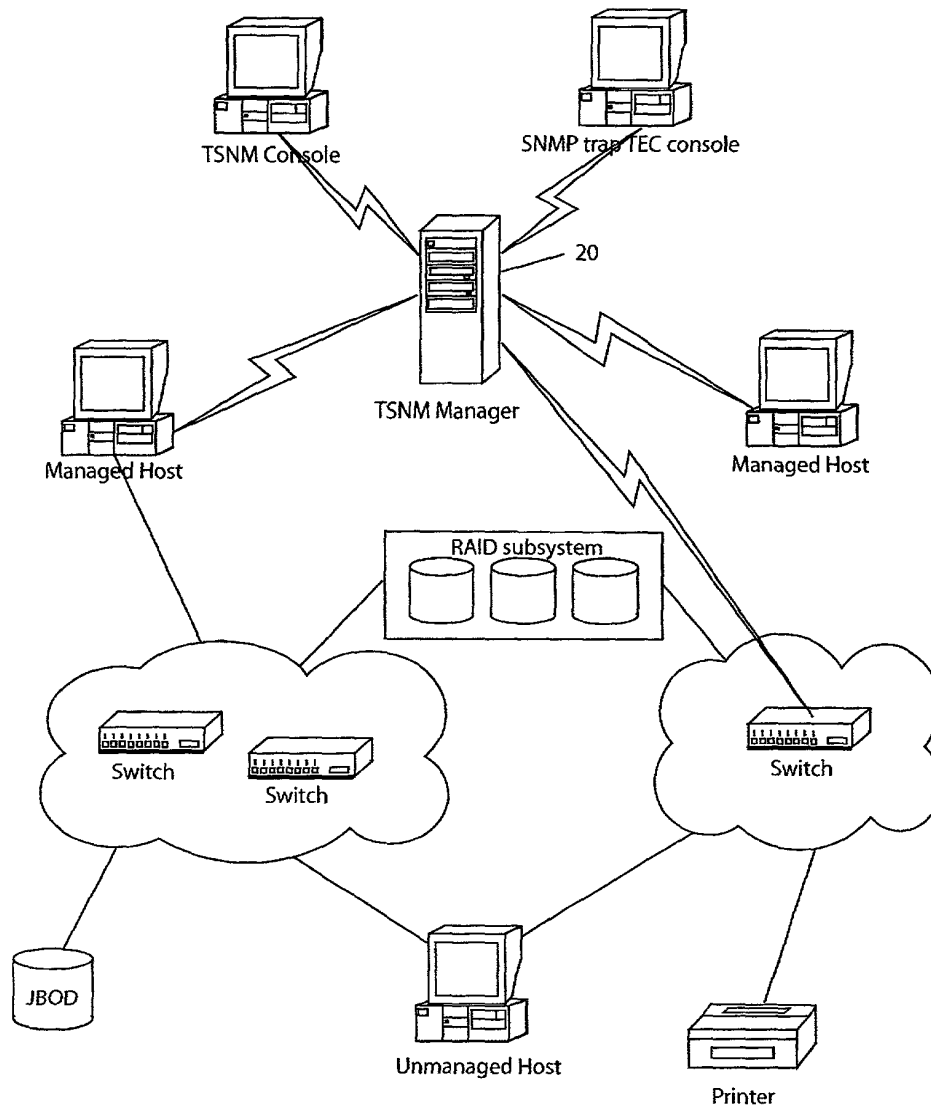 TSNM Console
SNMP trap TEC console
20
TSNM Manager
Managed Host
Managed Host
RAID subsystem
Switch
Switch
Switch
JBOD
Unmanaged Host
Printer